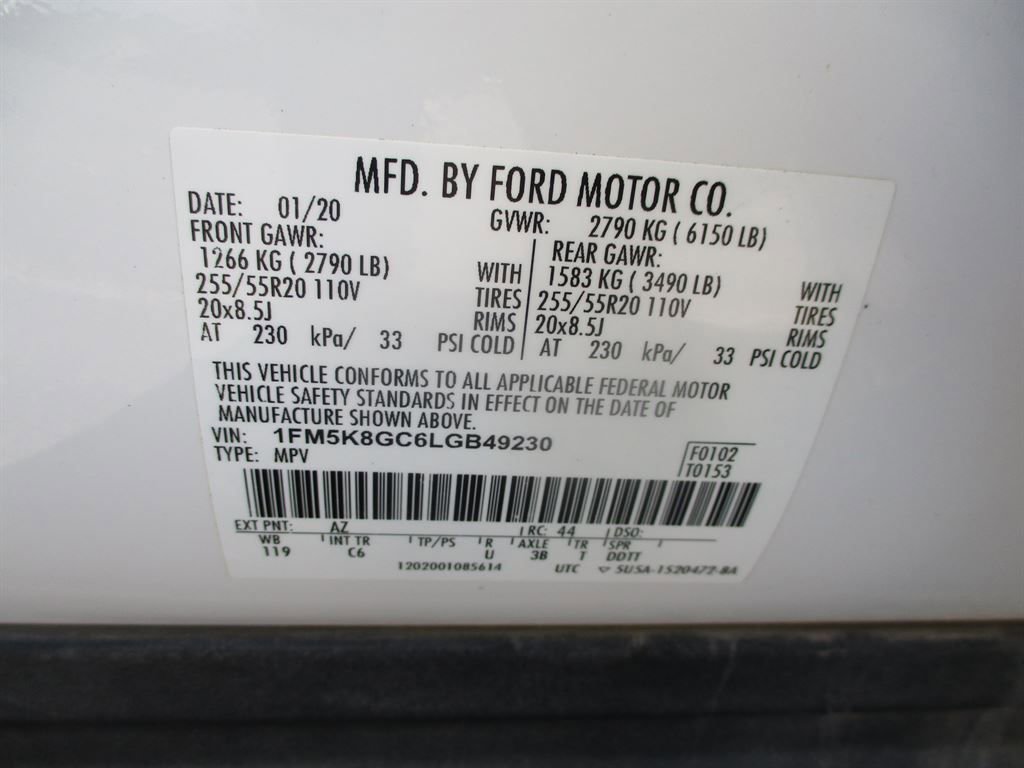 MFD. BY FORD MOTOR CO.
DATE: 01/20 GVWR: 2790 KG ( 6150 LB)
FRONT GAWR: REAR GAWR:
1266 KG ( 2790 LB) WITH 1583 KG ( 3490 LB) WITH
255/55R20 110V TIRES 255/55R20 110V TIRES
20x8.5J RIMS 20x8.5J RIMS
AT 230 kPa/ 33 PSI COLD AT 230 kPa/ 33 PSI COLD
THIS VEHICLE CONFORMS TO ALL APPLICABLE FEDERAL MOTOR
VEHICLE SAFETY STANDARDS IN EFFECT ON THE DATE OF
MANUFACTURE SHOWN ABOVE.
VIN: 1FM5K8GC6LGB49230 F0102
TYPE: MPV T0153
EXT PNT: AZ RC: 44 DSO:
WB INT TR TP/PS R AXLE TR SPR
119 C6 U 3B T DDTT
1202001085614 UTC ▽ SUSA-1520472-BA